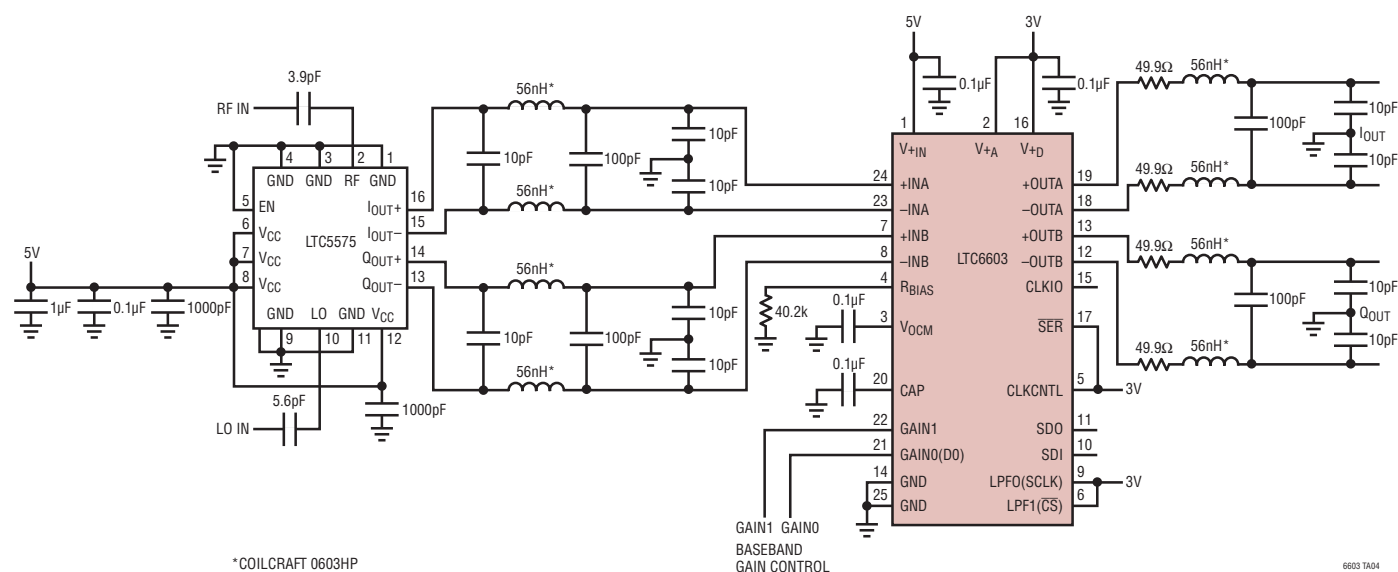 5V
3V
0.1µF
0.1µF
49.9Ω
56nH*
10pF
100pF
IOUT
10pF
49.9Ω
56nH*
3.9pF
RF IN
56nH*
10pF
100pF
10pF
10pF
56nH*
4
3
2
1
GND
GND
RF
GND
5
EN
6
VCC
7
VCC
8
VCC
LTC5575
IOUT+
16
IOUT–
15
QOUT+
14
QOUT–
13
GND
LO
GND
VCC
9
10
11
12
5V
1µF
0.1µF
1000pF
56nH*
10pF
100pF
10pF
10pF
56nH*
1000pF
5.6pF
LO IN
1
2
16
V+IN
V+A
V+D
24
+INA
+OUTA
19
23
–INA
–OUTA
18
7
+INB
+OUTB
13
8
–INB
LTC6603
–OUTB
12
4
RBIAS
CLKIO
15
40.2k
0.1µF
3
VOCM
SER
17
0.1µF
20
CAP
CLKCNTL
5
3V
22
GAIN1
SDO
11
21
GAIN0(D0)
SDI
10
14
GND
LPF0(SCLK)
9
3V
25
GND
LPF1(CS)
6
49.9Ω
56nH*
10pF
100pF
QOUT
10pF
49.9Ω
56nH*
GAIN1 GAIN0
BASEBAND
GAIN CONTROL
*COILCRAFT 0603HP
6603 TA04